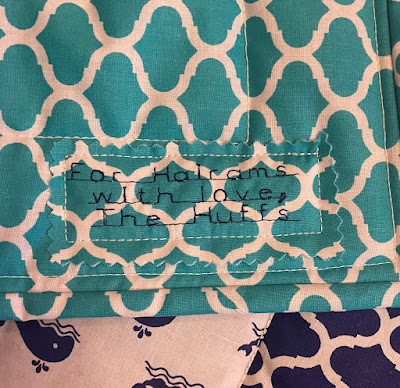 For Halrams
with love,
The Huffs